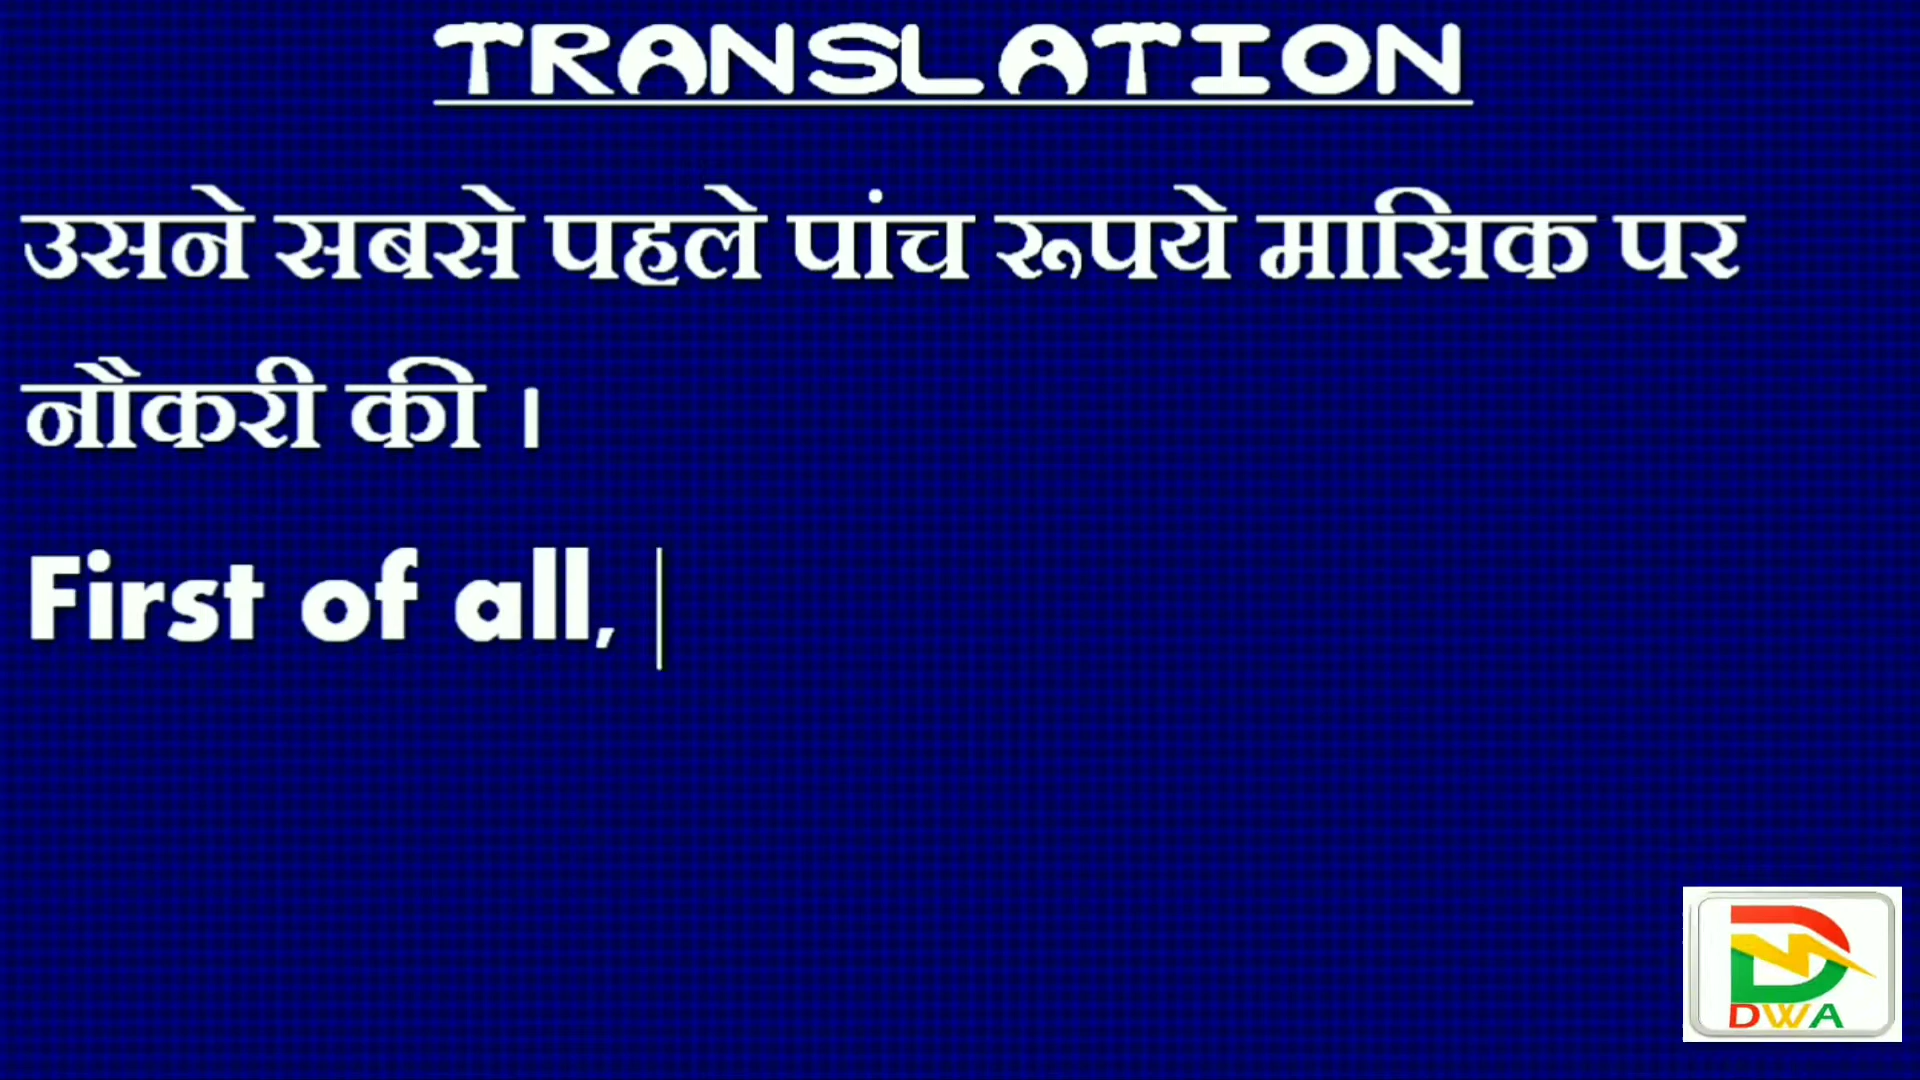 TRANSLATION
उसने सबसे पहले पांच रूपये मासिक पर
नौकरी की ।
First of all,
DWA